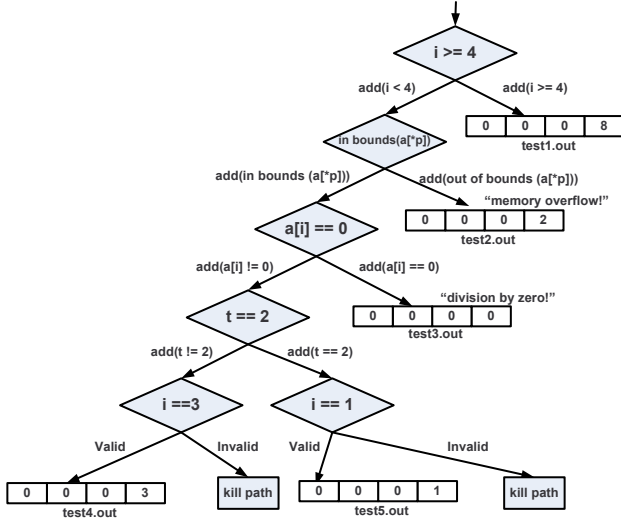 i >= 4
add(i < 4)
add(i >= 4)
0 0 0 8
test1.out
in bounds(a[*p])
add(in bounds (a[*p]))
add(out of bounds (a[*p]))
“memory overflow!”
0 0 0 2
test2.out
a[i] == 0
add(a[i] != 0)
add(a[i] == 0)
“division by zero!”
0 0 0 0
test3.out
t == 2
add(t != 2)
add(t == 2)
i ==3
i == 1
Valid
Invalid
Valid
Invalid
0 0 0 3
test4.out
kill path
0 0 0 1
test5.out
kill path